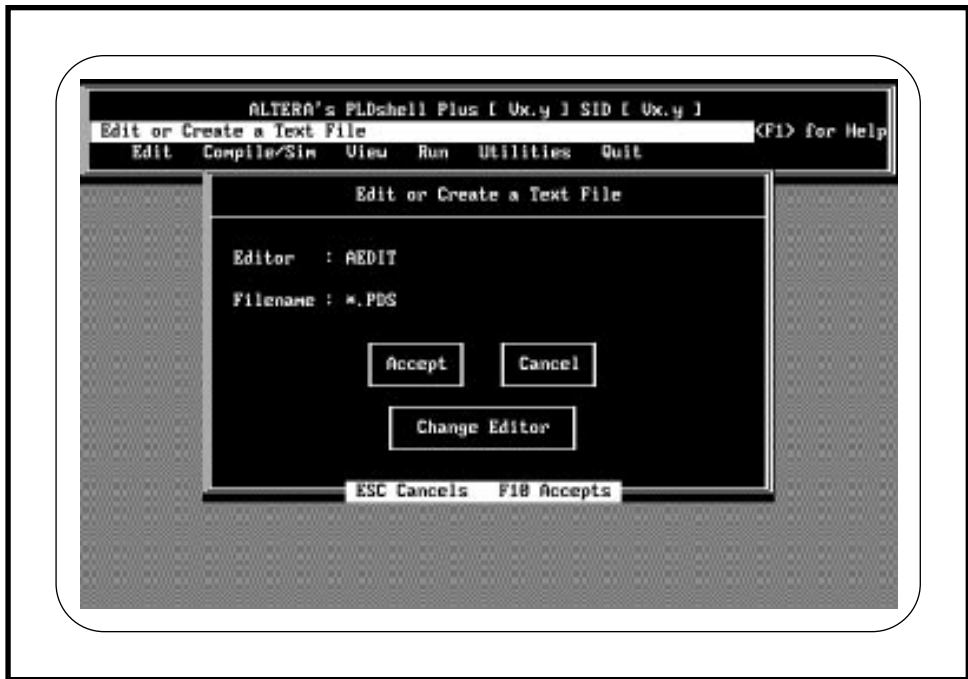 ALTERA's PLDshell Plus [ Vx.y ] SID [ Vx.y ]
Edit or Create a Text File <F1> for Help
Edit Compile/Sim View Run Utilities Quit
Edit or Create a Text File
Editor : AEDIT
Filename : *.PDS
Accept Cancel
Change Editor
ESC Cancels F10 Accepts